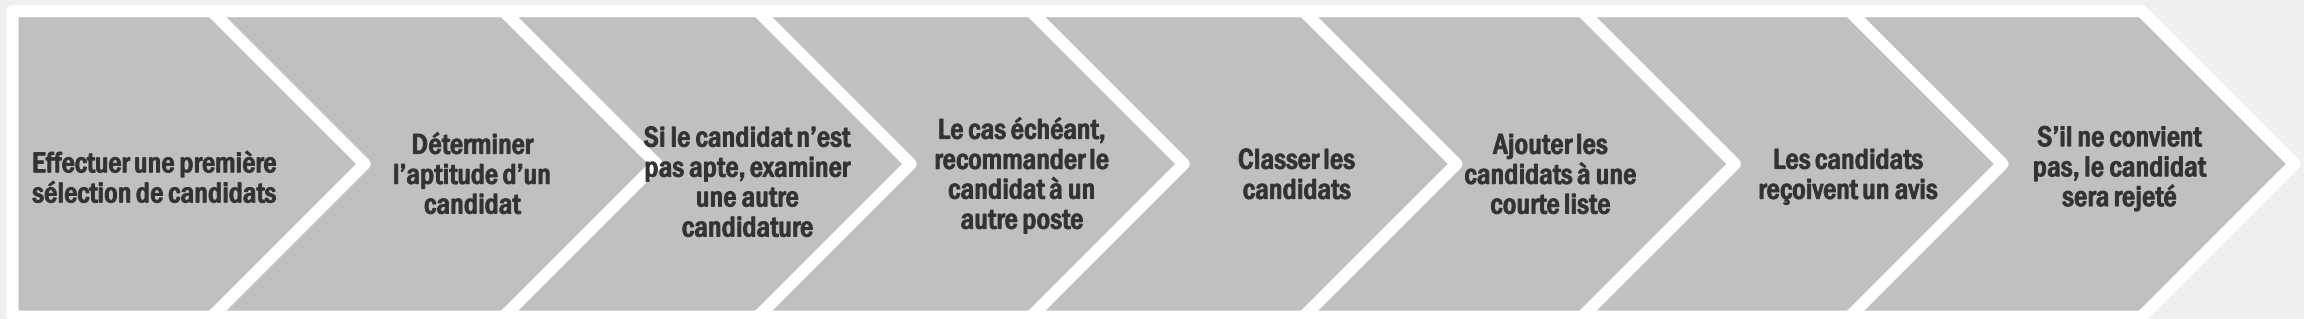 Effectuer une première
sélection de candidats
Déterminer
l’aptitude d’un
candidat
Si le candidat n’est
pas apte, examiner
une autre
candidature
Le cas échéant,
recommander le
candidat à un
autre poste
Classer les
candidats
Ajouter les
candidats à une
courte liste
Les candidats
reçoivent un avis
S’il ne convient
pas, le candidat
sera rejeté